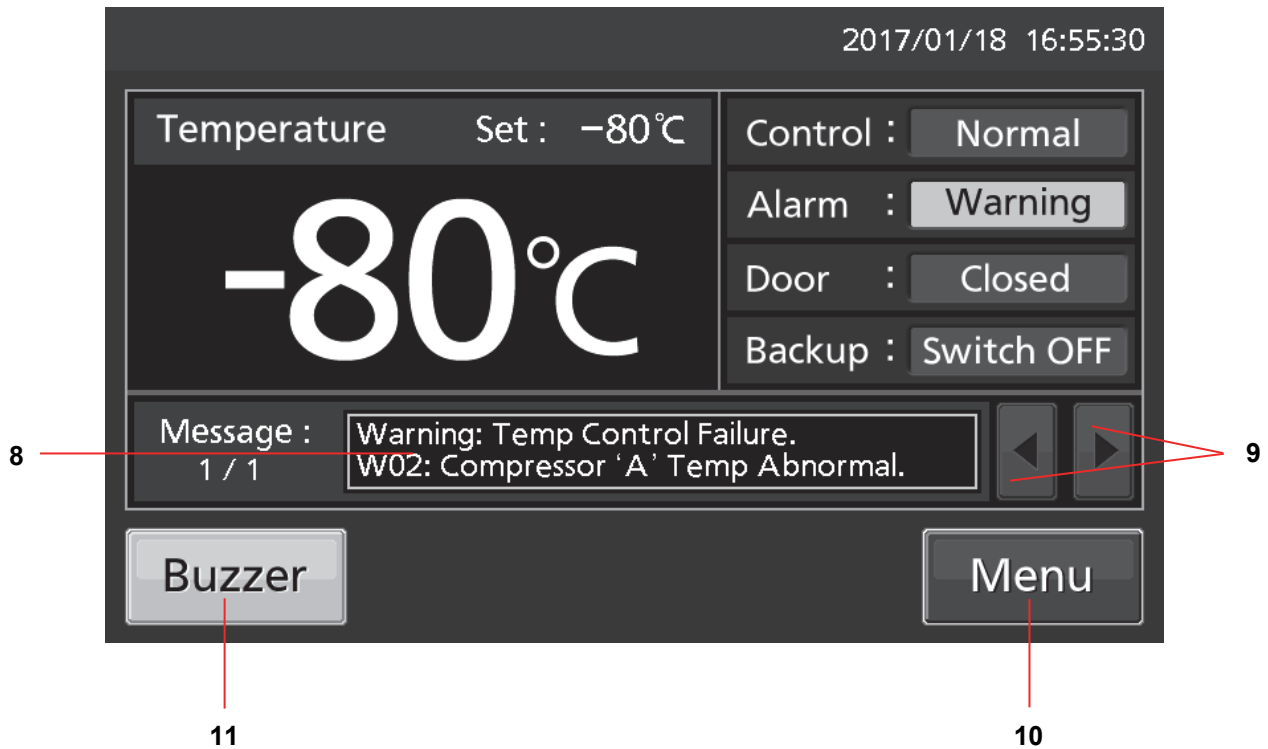 2017/01/18 16:55:30
Temperature Set : −80℃
-80℃
Control : Normal
Alarm : Warning
Door : Closed
Backup : Switch OFF
Message :
1 / 1
Warning: Temp Control Failure.
W02: Compressor ‘A’ Temp Abnormal.
8
9
Buzzer
Menu
11
10